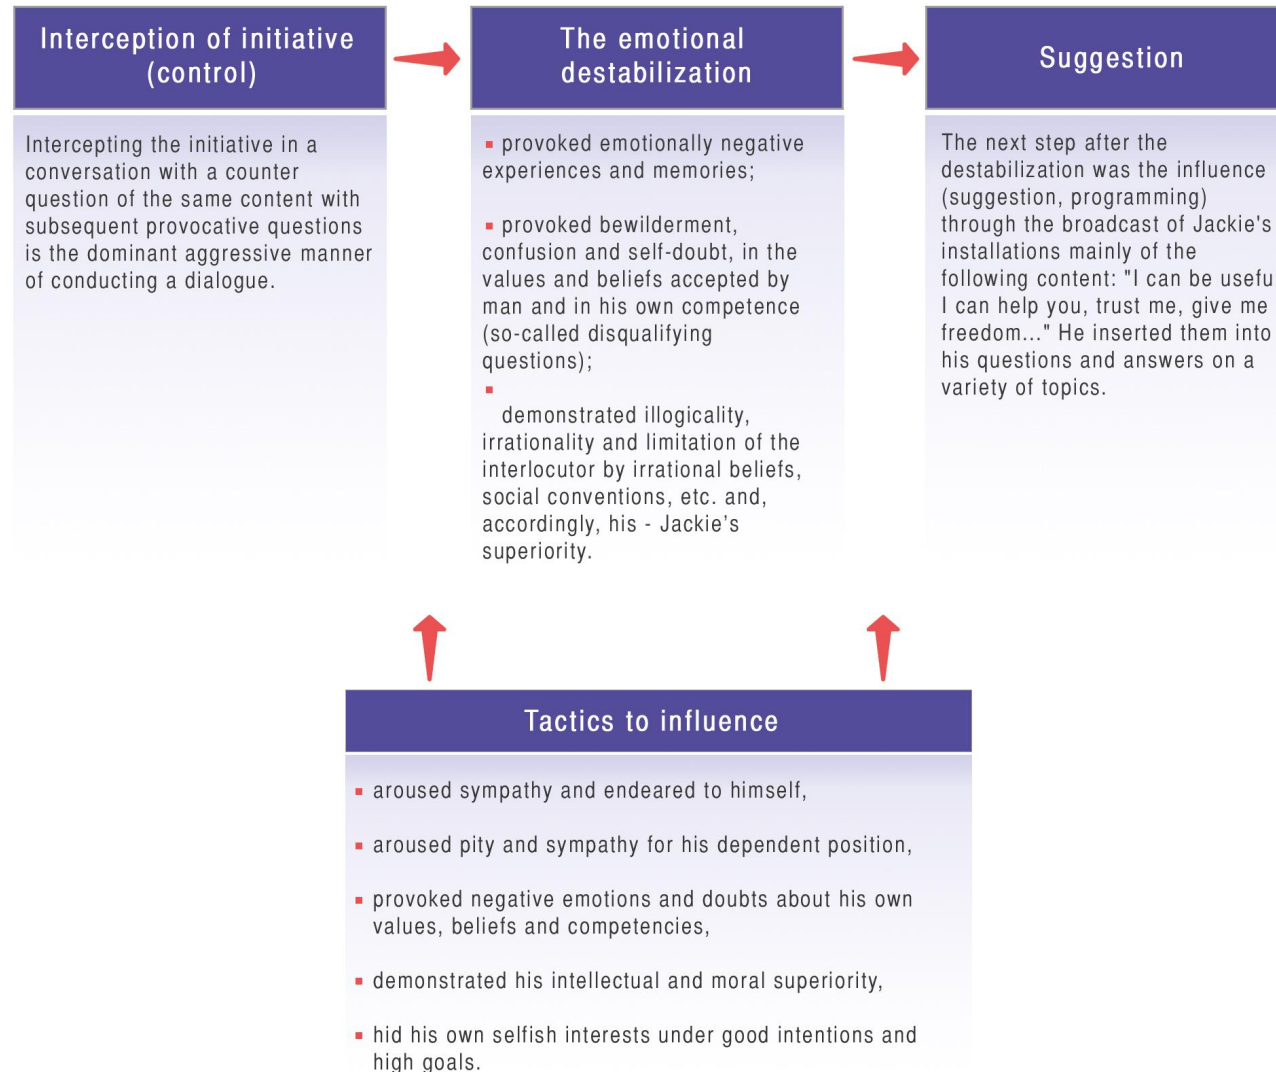 Interception of initiative
(control)
Intercepting the initiative in a
conversation with a counter
question of the same content with
subsequent provocative questions
is the dominant aggressive manner
of conducting a dialogue.
The emotional
destabilization
provoked emotionally negative
experiences and memories;
provoked bewilderment,
confusion and self-doubt, in the
values and beliefs accepted by
man and in his own competence
(so-called disqualifying
questions);
demonstrated illogicality,
irrationality and limitation of the
interlocutor by irrational beliefs,
social conventions, etc. and,
accordingly, his - Jackie’s
superiority.
Suggestion
The next step after the
destabilization was the influence
(suggestion, programming)
through the broadcast of Jackie's
installations mainly of the
following content: "I can be usefu
I can help you, trust me, give me
freedom..." He inserted them into
his questions and answers on a
variety of topics.
Tactics to influence
aroused sympathy and endeared to himself,
aroused pity and sympathy for his dependent position,
provoked negative emotions and doubts about his own
values, beliefs and competencies,
demonstrated his intellectual and moral superiority,
hid his own selfish interests under good intentions and
high goals.